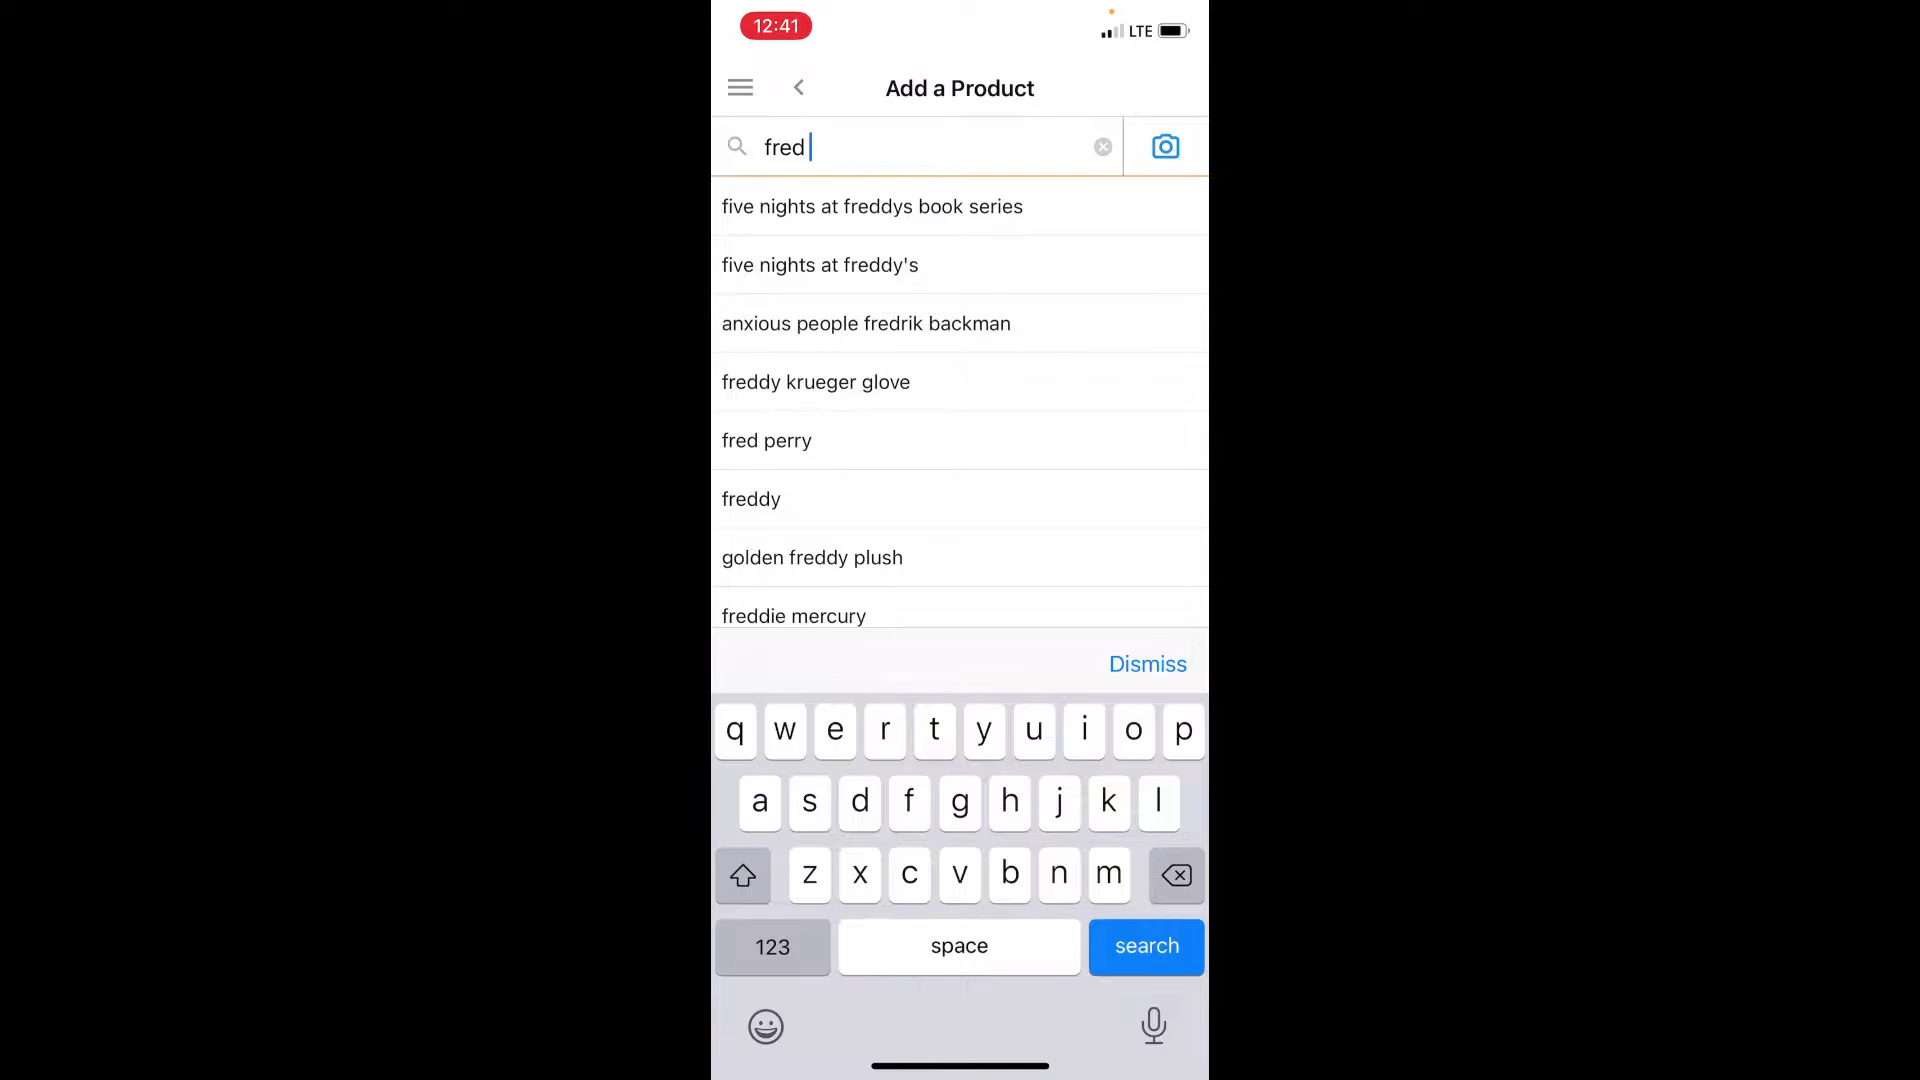 12:41
LTE
Add a Product
fred
five nights at freddys book series
five nights at freddy's
anxious people fredrik backman
freddy krueger glove
fred perry
freddy
golden freddy plush
freddie mercury
Dismiss
q w e r t y u i o p
a s d f g h j k l
z x c v b n m
123 space search